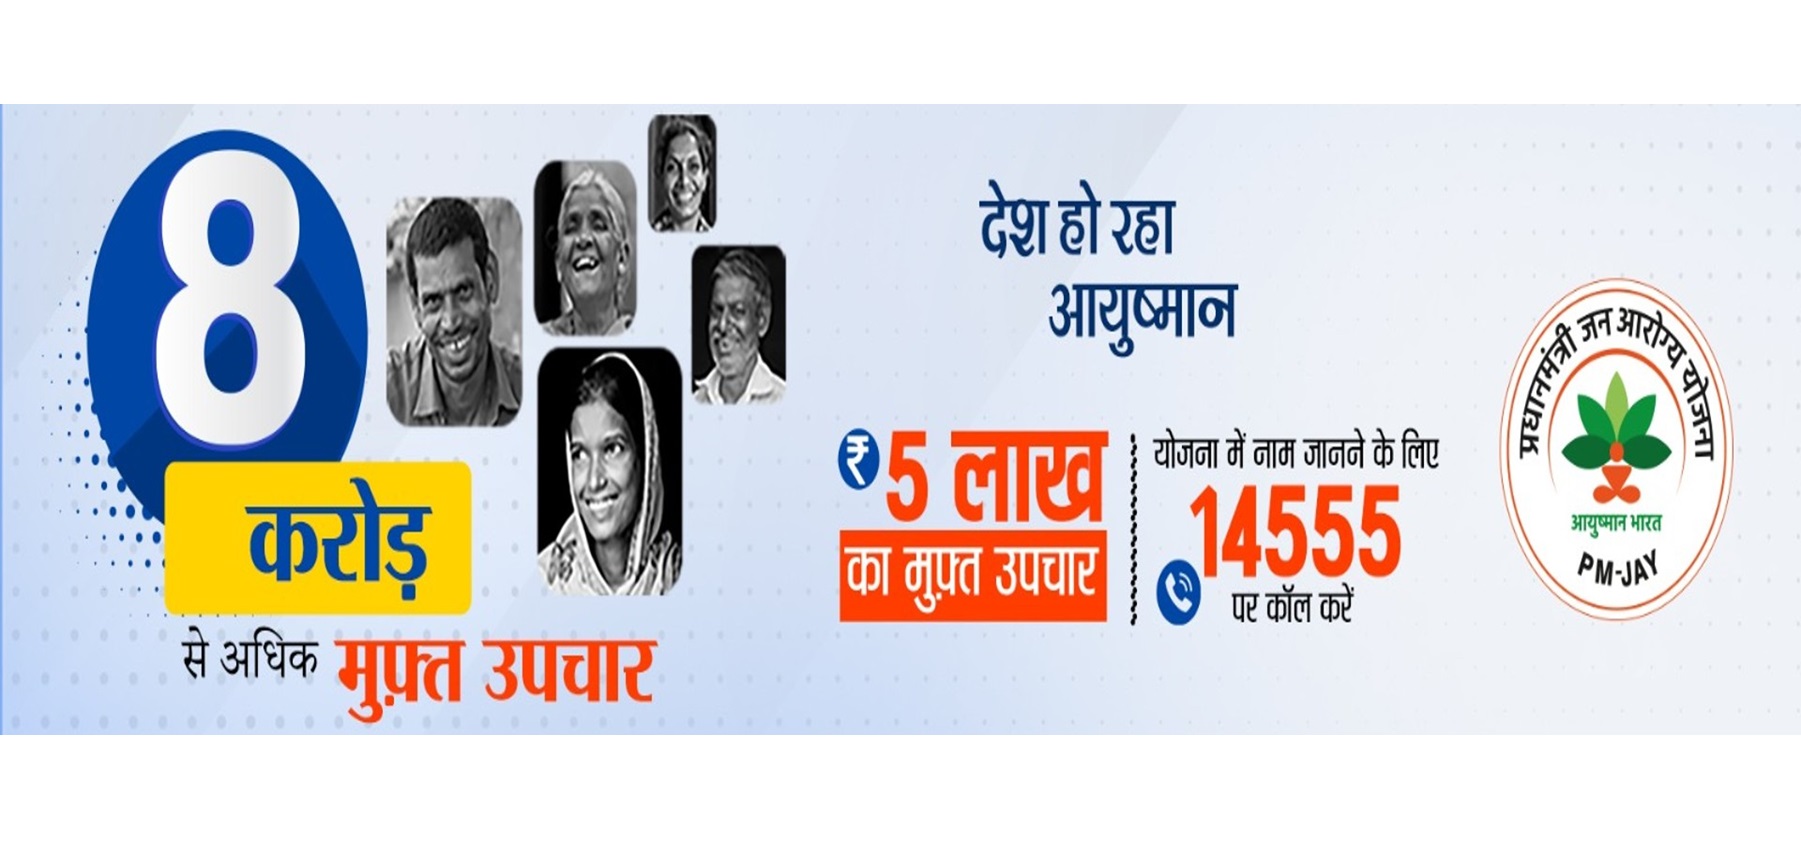 8
करोड़
से अधिक मुफ़्त उपचार
देश हो रहा
आयुष्मान
₹ 5 लाख
का मुफ़्त उपचार
योजना में नाम जानने के लिए
14555
पर कॉल करें
प्रधानमंत्री जन आरोग्य योजना
आयुष्मान भारत
PM-JAY